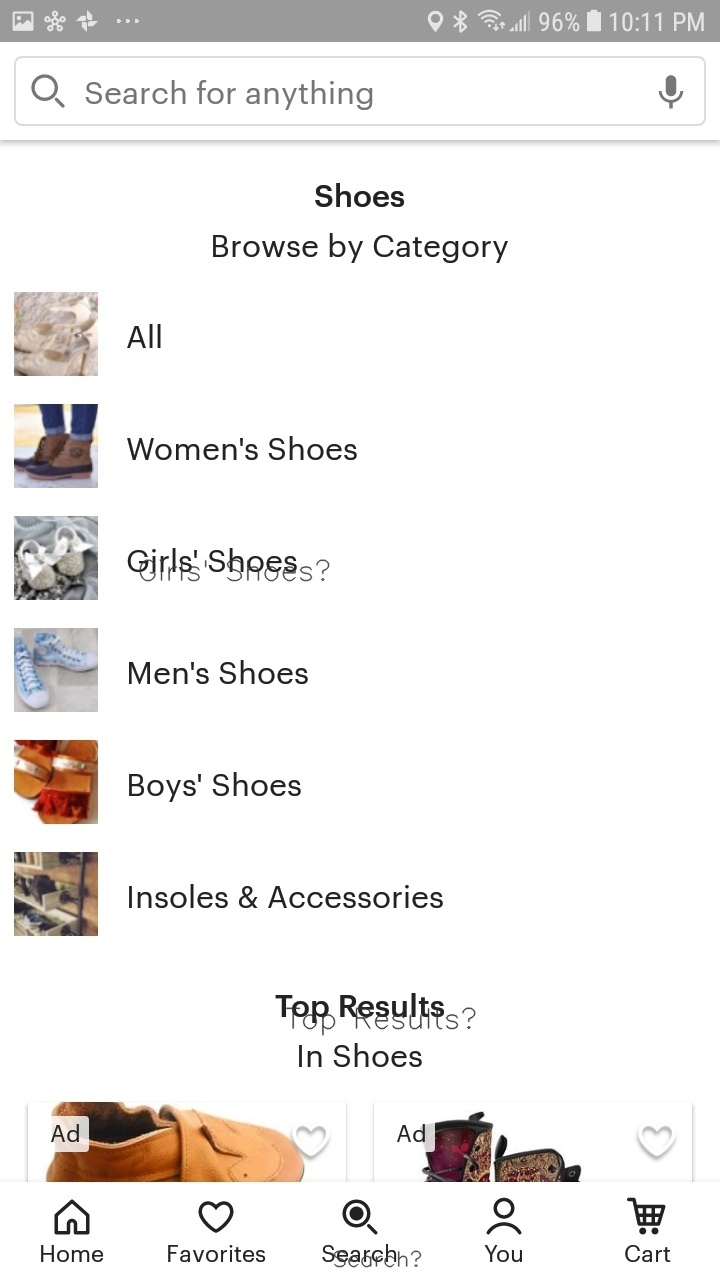 96% 10:11 PM
Search for anything
Shoes
Browse by Category
All
Women's Shoes
Girls' Shoes
Girls' Shoes?
Men's Shoes
Boys' Shoes
Insoles & Accessories
Top Results
Top Results?
In Shoes
Ad Ad
Home Favorites Search You Cart
Search?